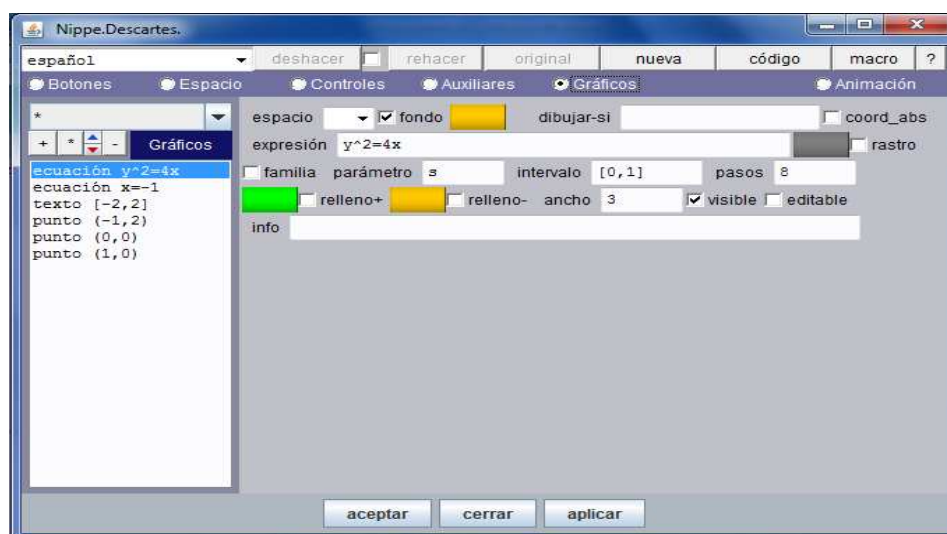 Nippe.Descartes.
español deshacer rehacer original nueva código macro ?
Botones Espacio Controles Auxiliares Gráficos Animación
* espacio fondo dibujar-si coord_abs
+ * - Gráficos expresión y^2=4x rastro
ecuación y^2=4x familia parámetro s intervalo [0,1] pasos 8
ecuación x=-1
texto [-2,2] relleno+ relleno- ancho 3 visible editable
punto (-1,2)
punto (0,0) info
punto (1,0)
aceptar cerrar aplicar